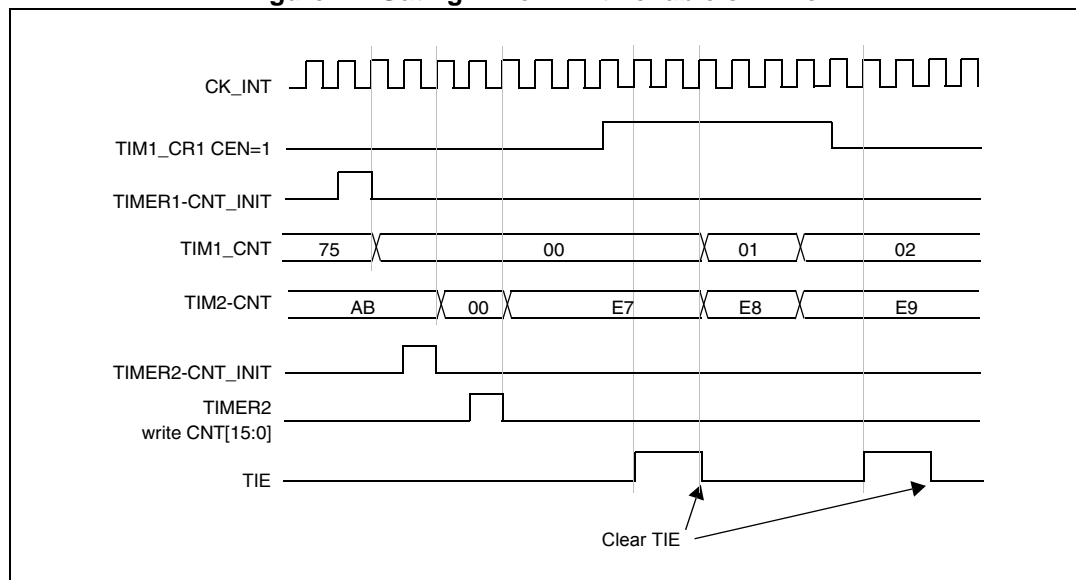 CK_INT
TIM1_CR1 CEN=1
TIMER1-CNT_INIT
TIM1_CNT 75 00 01 02
TIM2-CNT AB 00 E7 E8 E9
TIMER2-CNT_INIT
TIMER2
write CNT[15:0]
TIE
Clear TIE